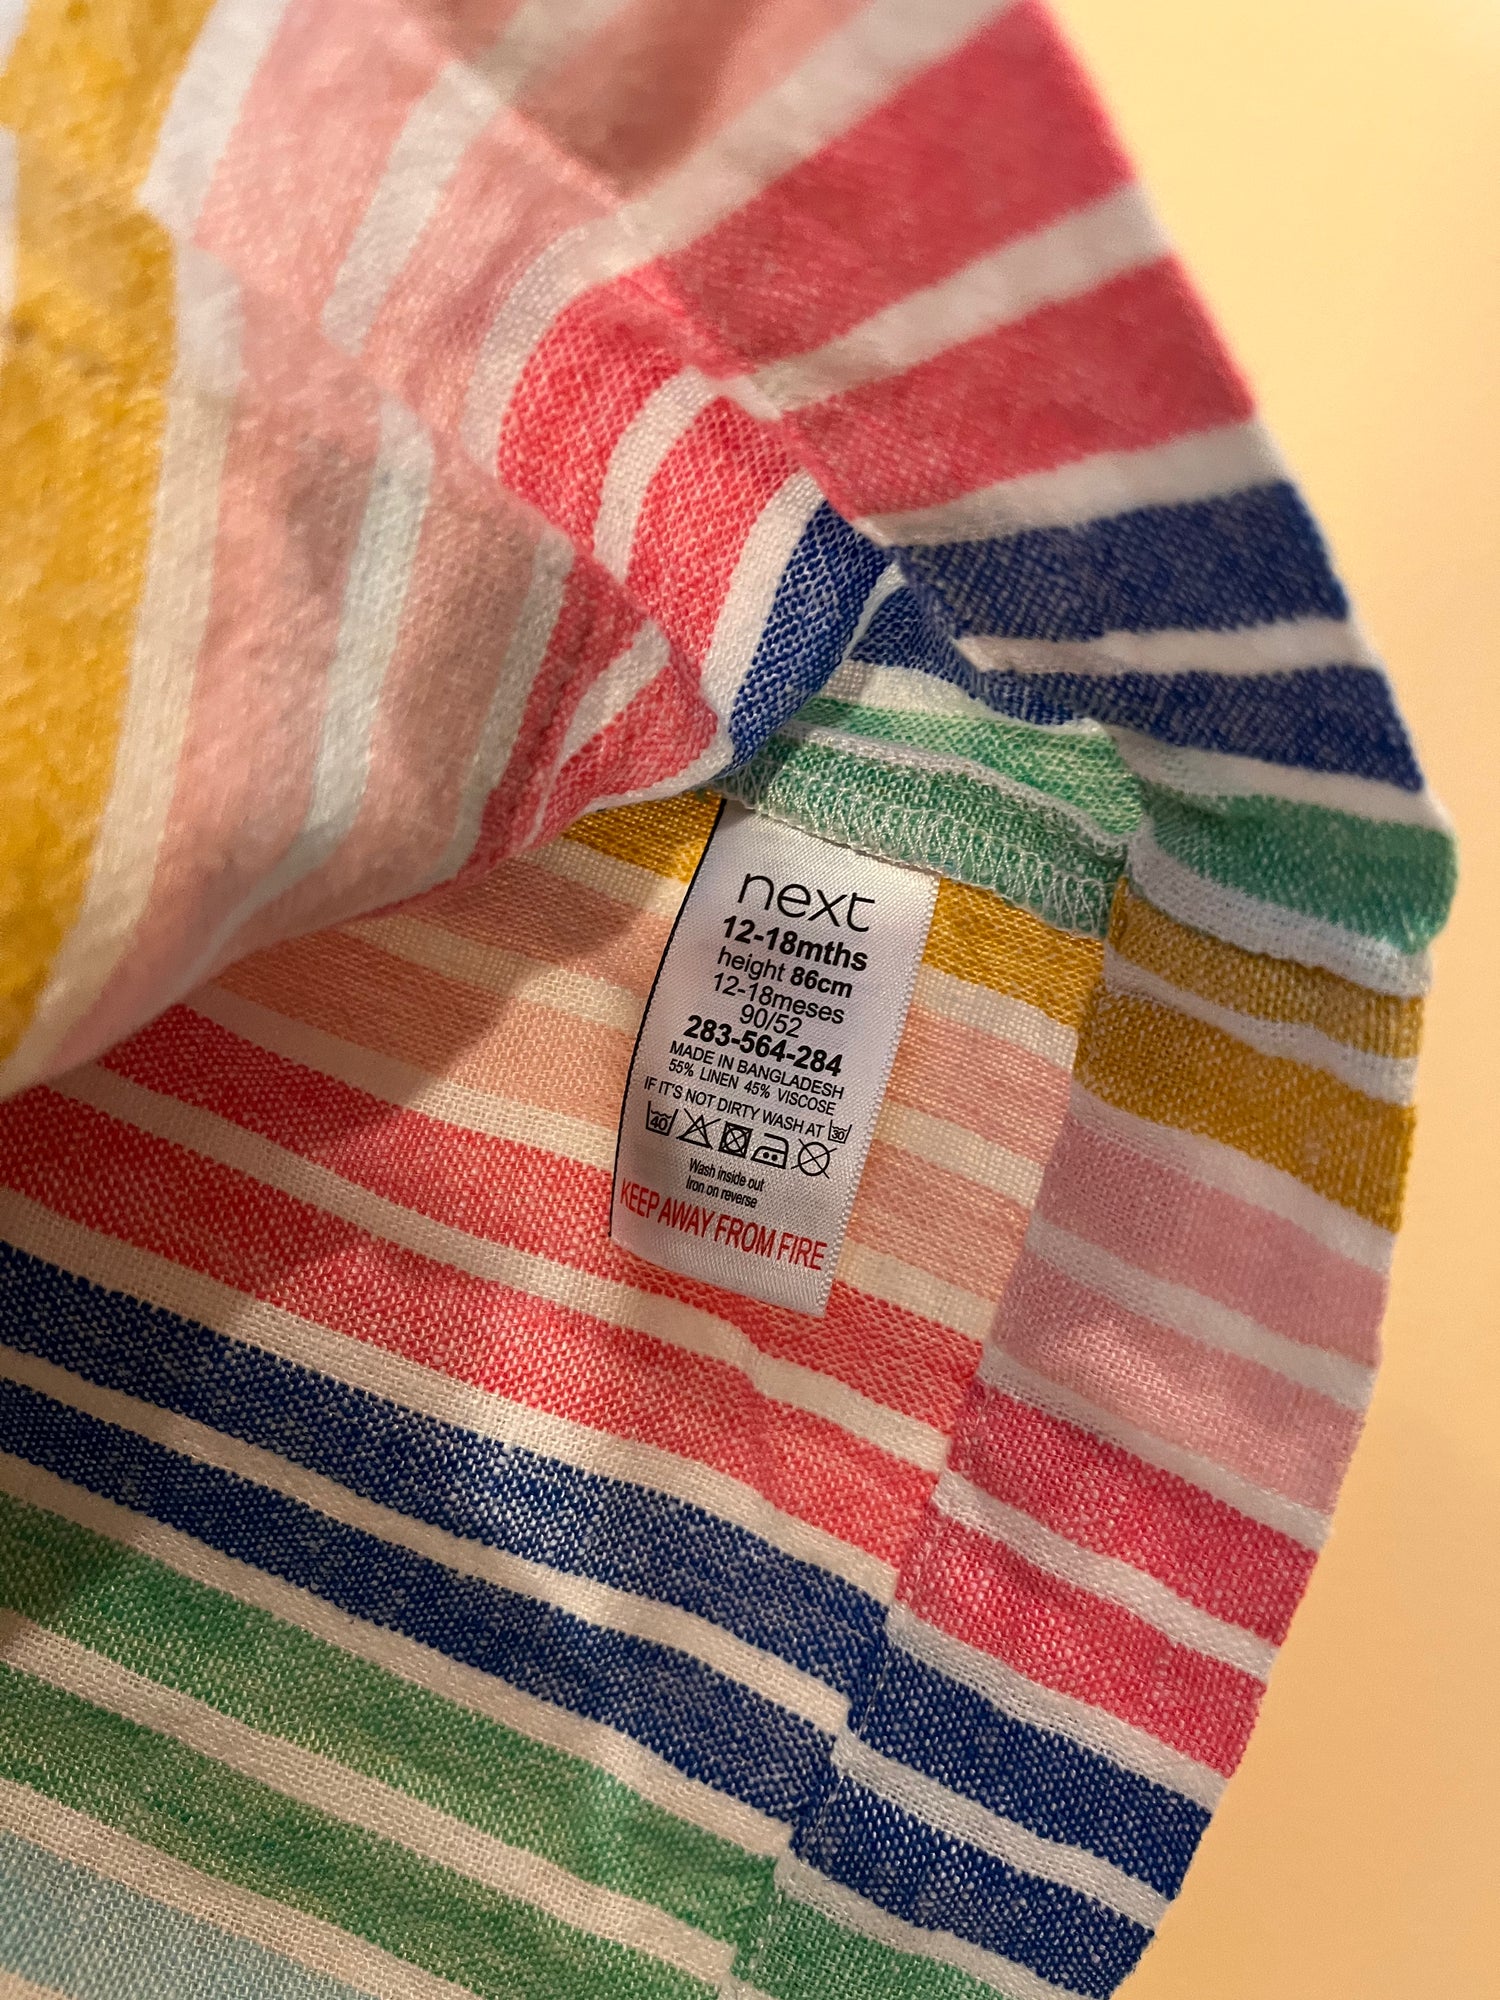 next
12-18mths
height 86cm
12-18meses
90/52
283-564-284
MADE IN BANGLADESH
55% LINEN 45% VISCOSE
IF IT'S NOT DIRTY WASH AT 30
40
Wash inside out
Iron on reverse
KEEP AWAY FROM FIRE